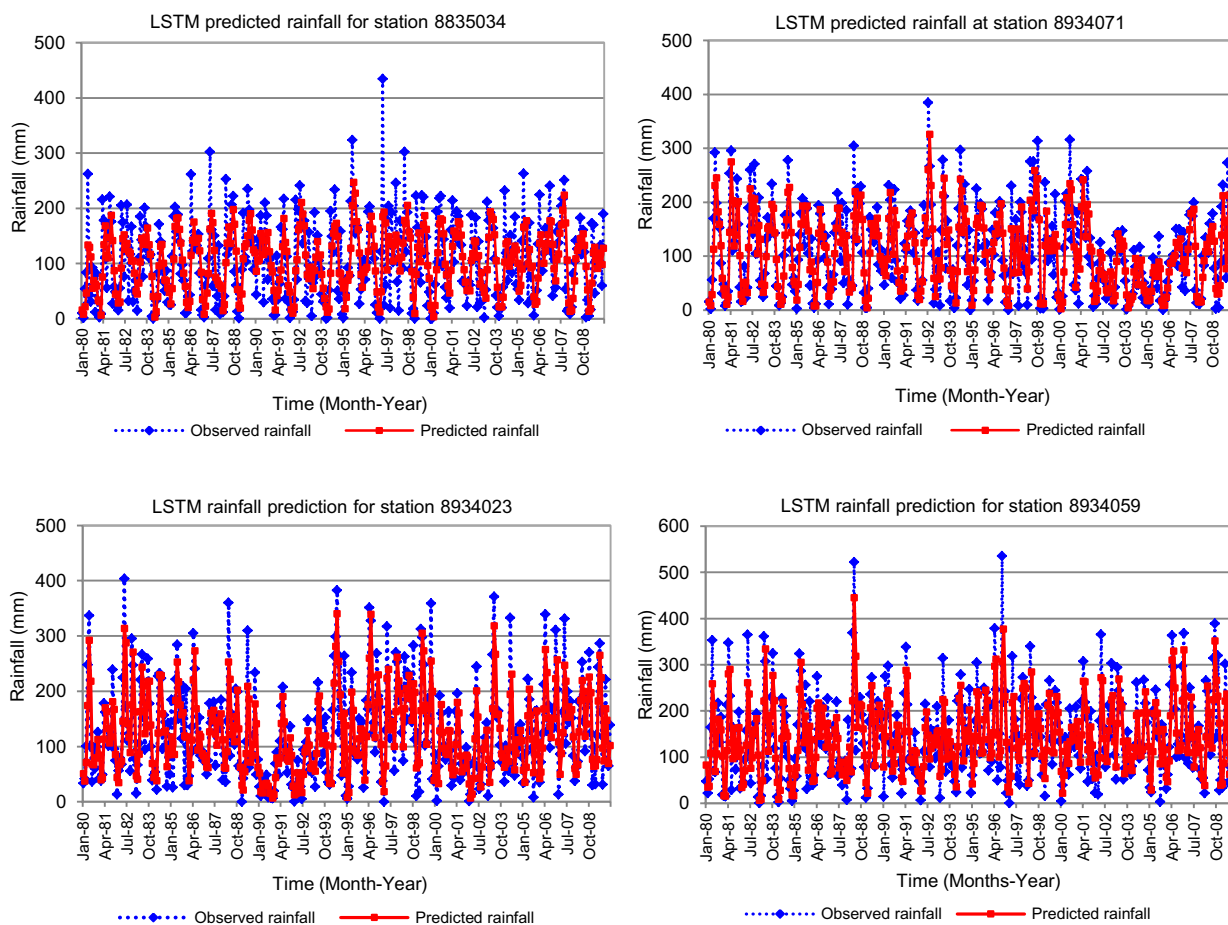 LSTM predicted rainfall for station 8835034
500
400
300
200
100
0
Rainfall (mm)
Jan-80 Apr-81 Jul-82 Oct-83 Jan-85 Apr-86 Jul-87 Oct-88 Jan-90 Apr-91 Jul-92 Oct-93 Jan-95 Apr-96 Jul-97 Oct-98 Jan-00 Apr-01 Jul-02 Oct-03 Jan-05 Apr-06 Jul-07 Oct-08
Time (Month-Year)
Observed rainfall Predicted rainfall
LSTM predicted rainfall at station 8934071
500
400
300
200
100
0
Rainfall (mm)
Jan-80 Apr-81 Jul-82 Oct-83 Jan-85 Apr-86 Jul-87 Oct-88 Jan-90 Apr-91 Jul-92 Oct-93 Jan-95 Apr-96 Jul-97 Oct-98 Jan-00 Apr-01 Jul-02 Oct-03 Jan-05 Apr-06 Jul-07 Oct-08
Time (Month-Year)
Observed rainfall Predicted rainfall
LSTM rainfall prediction for station 8934023
500
400
300
200
100
0
Rainfall (mm)
Jan-80 Apr-81 Jul-82 Oct-83 Jan-85 Apr-86 Jul-87 Oct-88 Jan-90 Apr-91 Jul-92 Oct-93 Jan-95 Apr-96 Jul-97 Oct-98 Jan-00 Apr-01 Jul-02 Oct-03 Jan-05 Apr-06 Jul-07 Oct-08
Time (Month-Year)
Observed rainfall Predicted rainfall
LSTM rainfall prediction for station 8934059
600
500
400
300
200
100
0
Rainfall (mm)
Jan-80 Apr-81 Jul-82 Oct-83 Jan-85 Apr-86 Jul-87 Oct-88 Jan-90 Apr-91 Jul-92 Oct-93 Jan-95 Apr-96 Jul-97 Oct-98 Jan-00 Apr-01 Jul-02 Oct-03 Jan-05 Apr-06 Jul-07 Oct-08
Time (Months-Year)
Observed rainfall Predicted rainfall